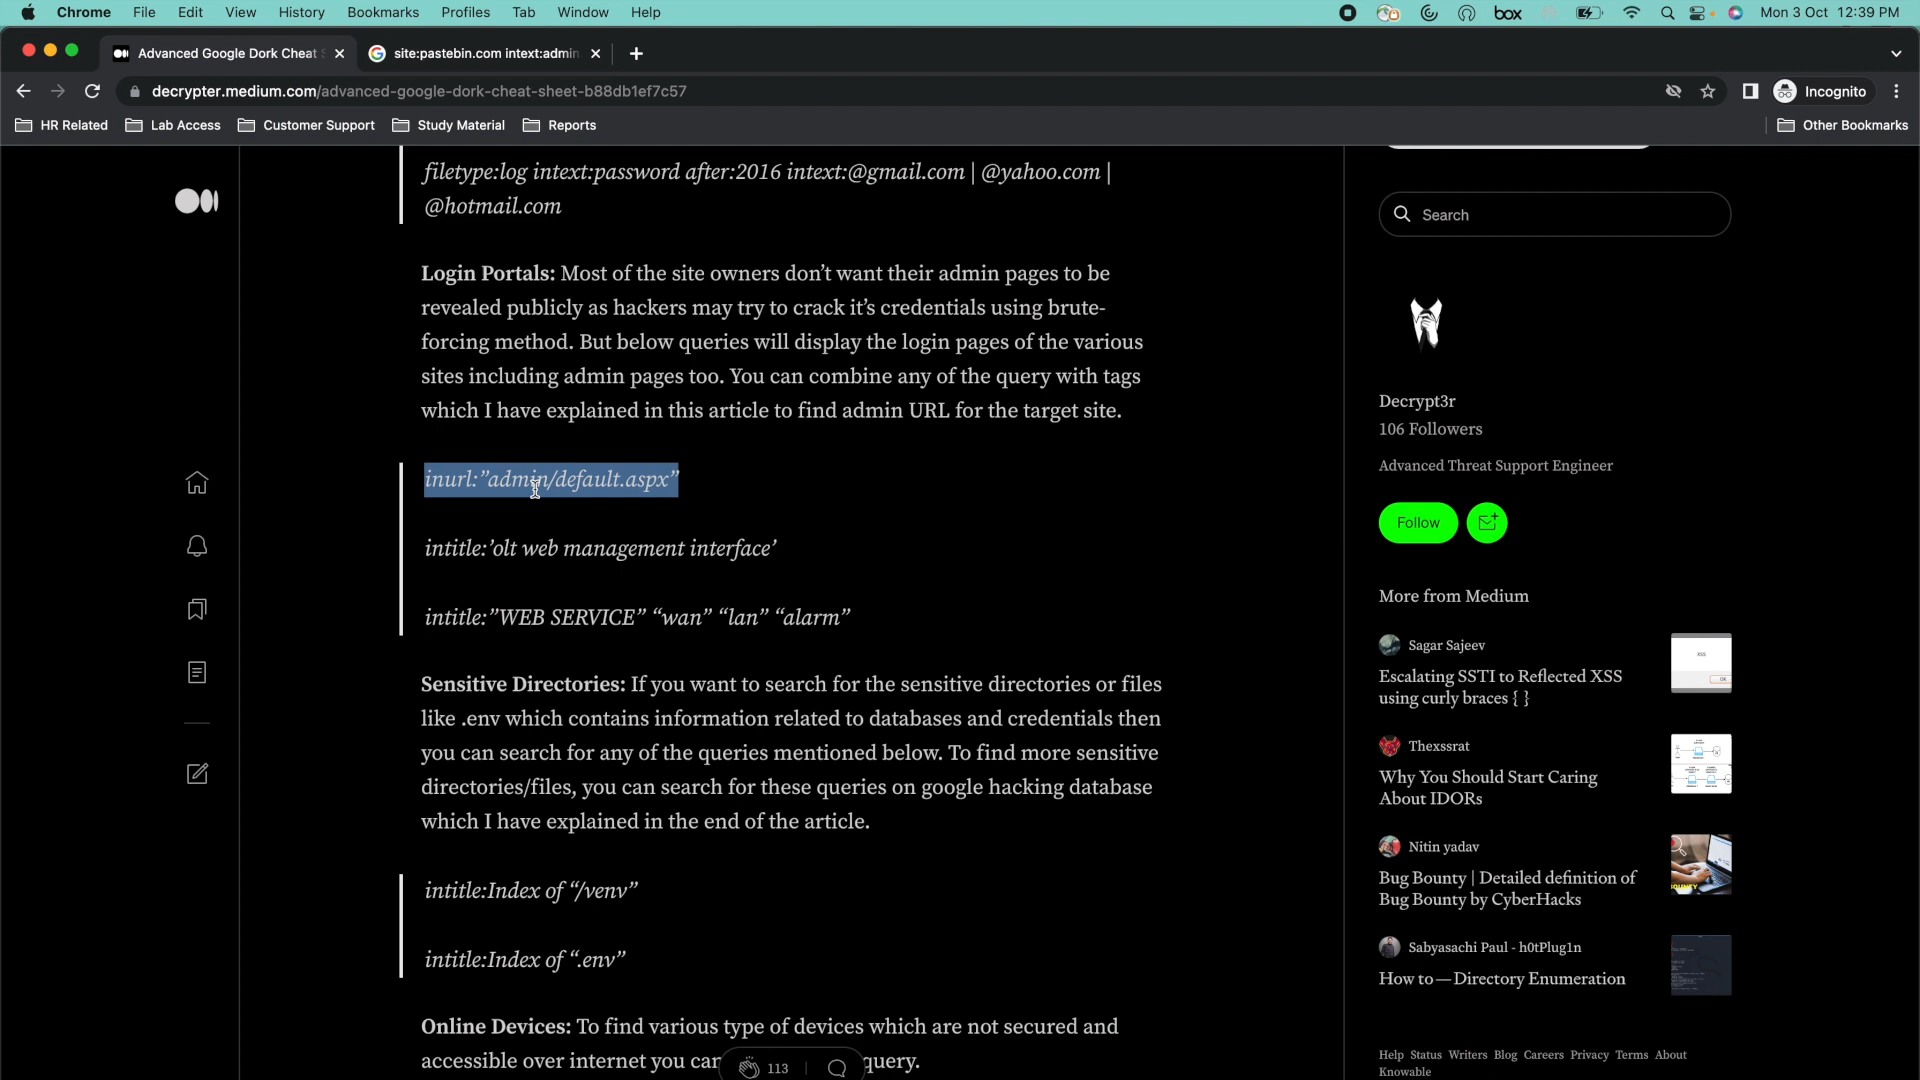 Chrome File Edit View History Bookmarks Profiles Tab Window Help box Mon 3 Oct 12:39 PM
Advanced Google Dork Cheat site:pastebin.com intext:admin
decrypter.medium.com/advanced-google-dork-cheat-sheet-b88db1ef7c57 Incognito
HR Related Lab Access Customer Support Study Material Reports Other Bookmarks
filetype:log intext:password after:2016 intext:@gmail.com | @yahoo.com |
@hotmail.com
Login Portals: Most of the site owners don’t want their admin pages to be
revealed publicly as hackers may try to crack it’s credentials using brute-
forcing method. But below queries will display the login pages of the various
sites including admin pages too. You can combine any of the query with tags
which I have explained in this article to find admin URL for the target site.
inurl:”admin/default.aspx”
intitle:’olt web management interface’
intitle:”WEB SERVICE” “wan” “lan” “alarm”
Sensitive Directories: If you want to search for the sensitive directories or files
like .env which contains information related to databases and credentials then
you can search for any of the queries mentioned below. To find more sensitive
directories/files, you can search for these queries on google hacking database
which I have explained in the end of the article.
intitle:Index of “/venv”
intitle:Index of “.env”
Online Devices: To find various type of devices which are not secured and
accessible over internet you can query.
113
Search
Decrypt3r
106 Followers
Advanced Threat Support Engineer
Follow
More from Medium
Sagar Sajeev
Escalating SSTI to Reflected XSS
using curly braces { }
XSS
OK
Thexssrat
Why You Should Start Caring
About IDORs
Nitin yadav
Bug Bounty | Detailed definition of
Bug Bounty by CyberHacks
Sabyasachi Paul - h0tPlug1n
How to — Directory Enumeration
Help Status Writers Blog Careers Privacy Terms About
Knowable